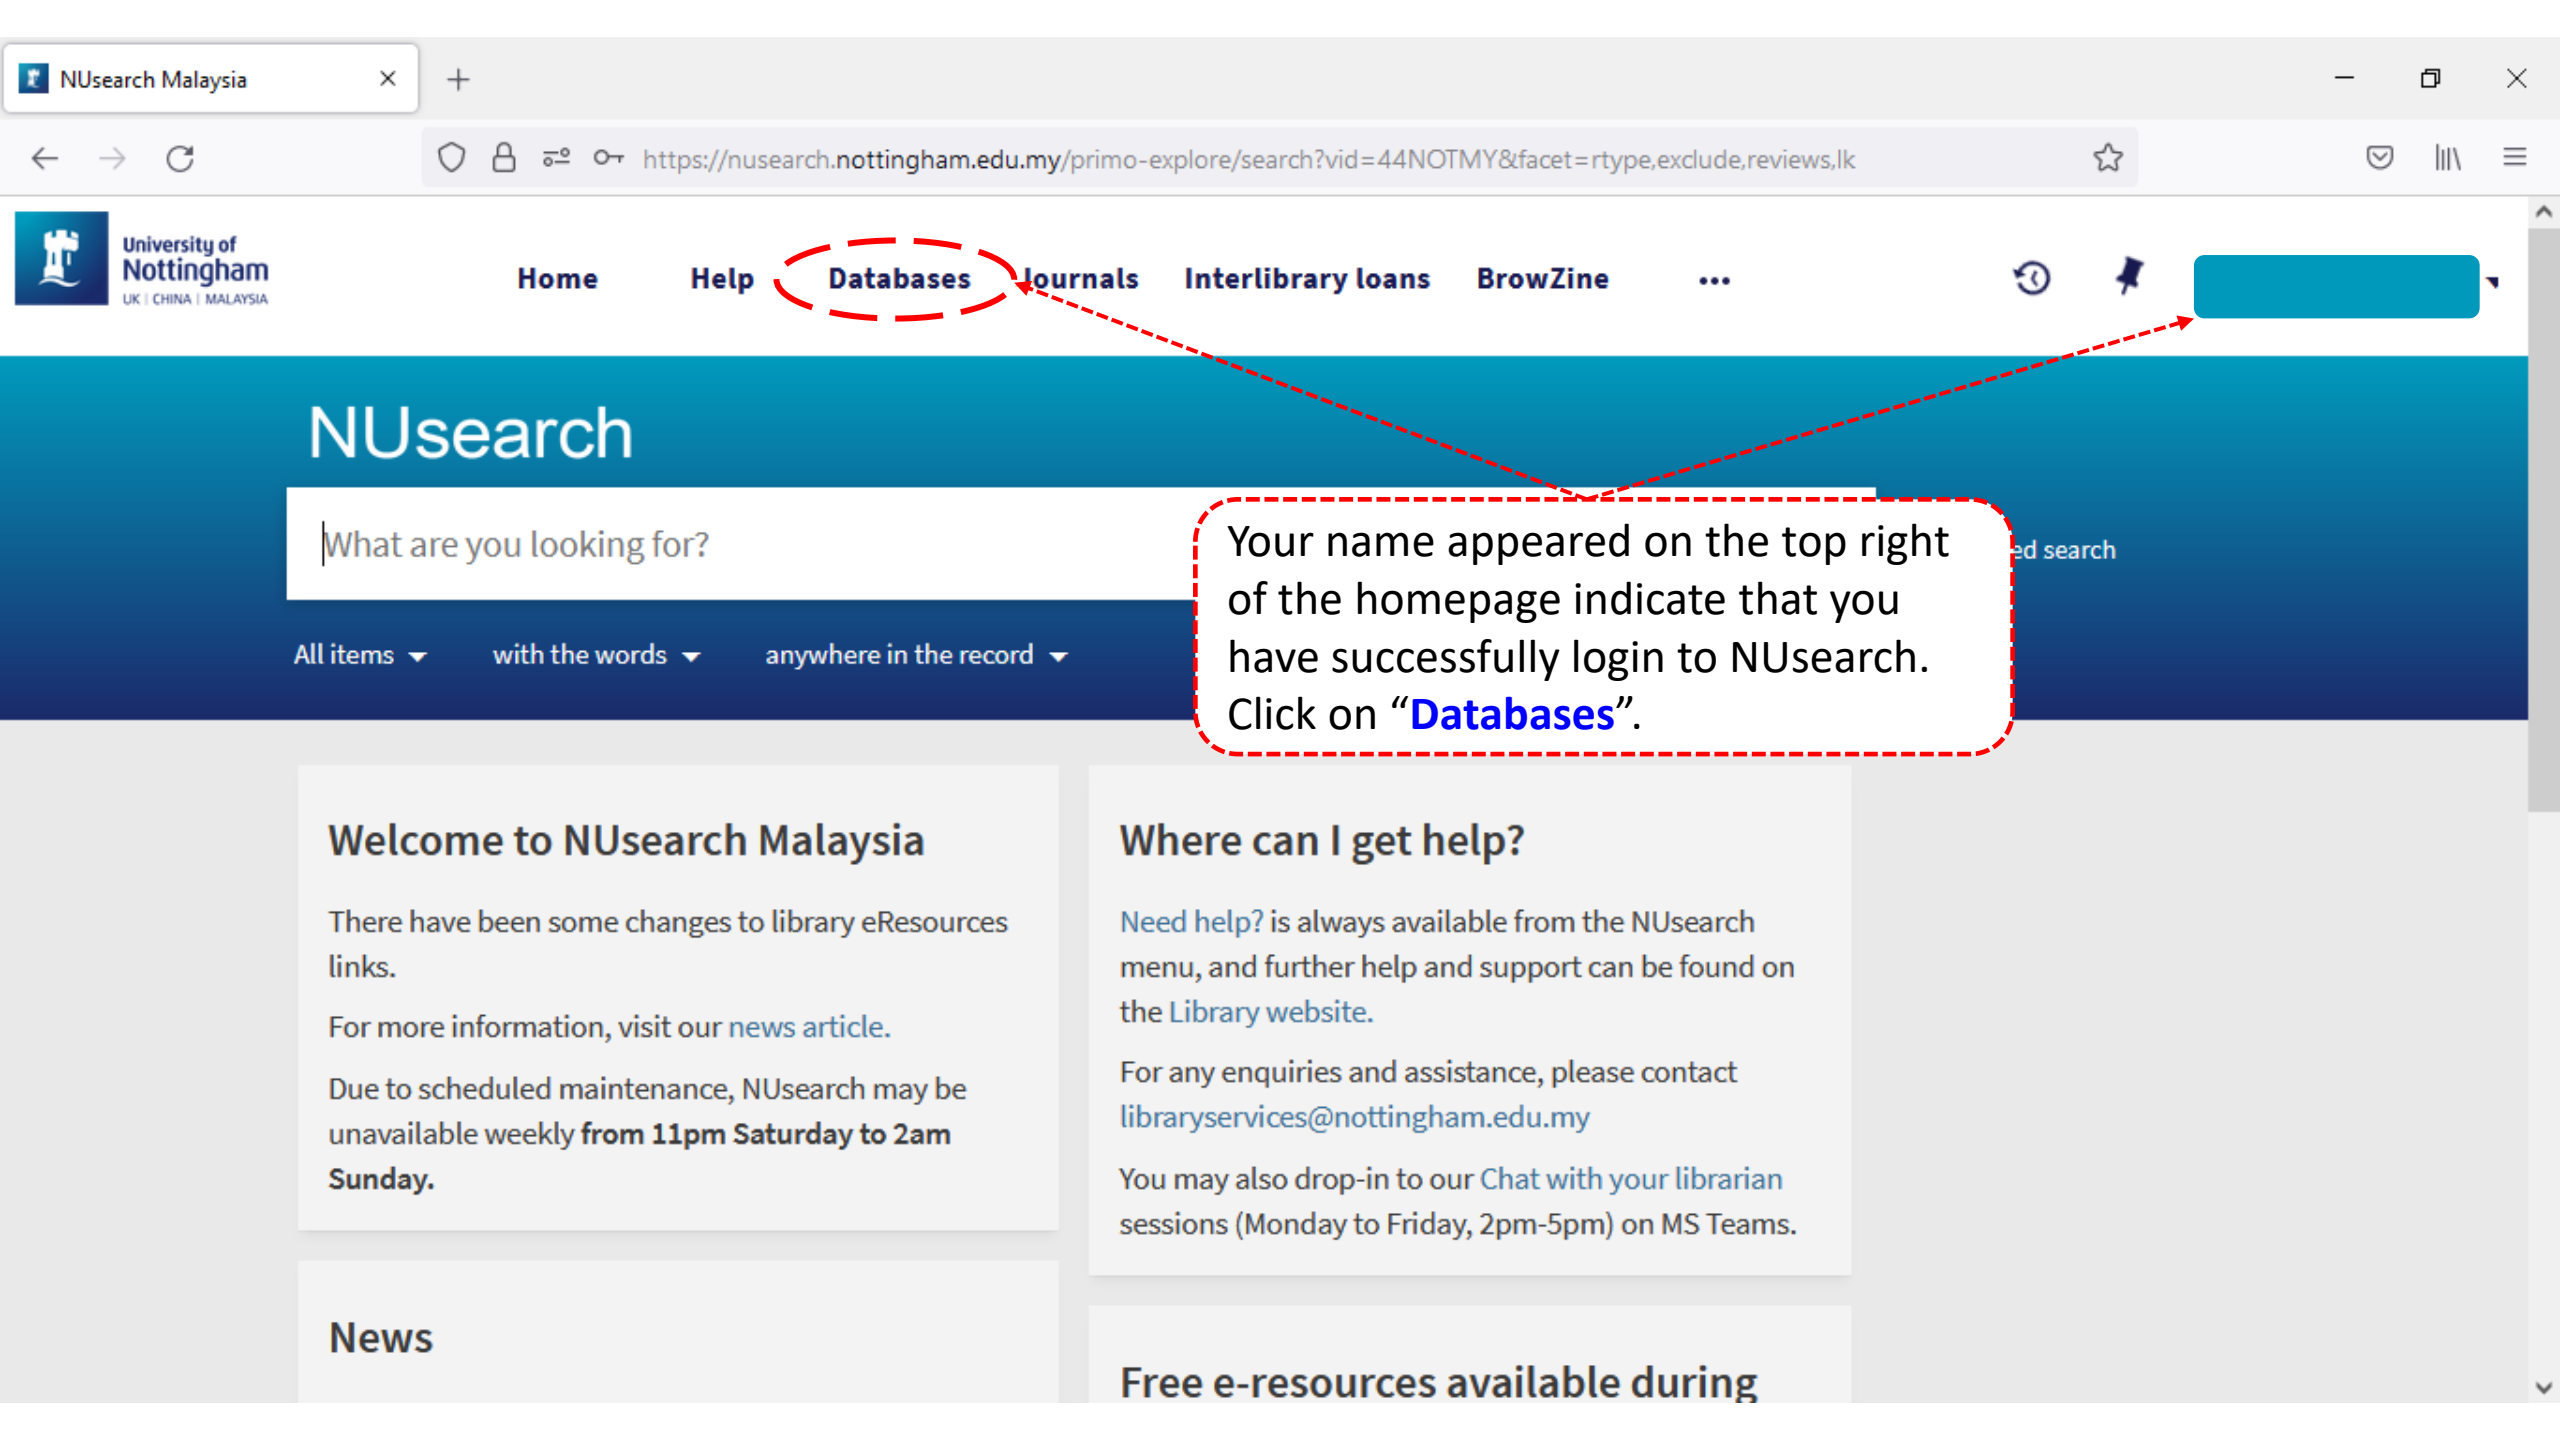 NUsearch Malaysia
https://nusearch.nottingham.edu.my/primo-explore/search?vid=44NOTMY&facet=rtype,exclude,reviews,lk
University of
Nottingham
UK | CHINA | MALAYSIA
Home Help Databases Journals Interlibrary loans BrowZine •••
NUsearch
What are you looking for?
ed search
All items with the words anywhere in the record
Your name appeared on the top right
of the homepage indicate that you
have successfully login to NUsearch.
Click on “Databases”.
Welcome to NUsearch Malaysia
There have been some changes to library eResources
links.
For more information, visit our news article.
Due to scheduled maintenance, NUsearch may be
unavailable weekly from 11pm Saturday to 2am
Sunday.
News
Where can I get help?
Need help? is always available from the NUsearch
menu, and further help and support can be found on
the Library website.
For any enquiries and assistance, please contact
libraryservices@nottingham.edu.my
You may also drop-in to our Chat with your librarian
sessions (Monday to Friday, 2pm-5pm) on MS Teams.
Free e-resources available during